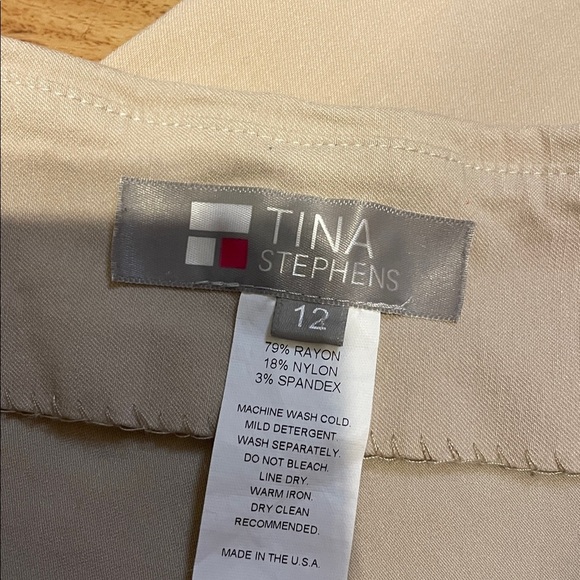 TINA
STEPHENS
12
79% RAYON
18% NYLON
3% SPANDEX
MACHINE WASH COLD.
MILD DETERGENT.
WASH SEPARATELY.
DO NOT BLEACH.
LINE DRY.
WARM IRON.
DRY CLEAN
RECOMMENDED.
MADE IN THE U.S.A.